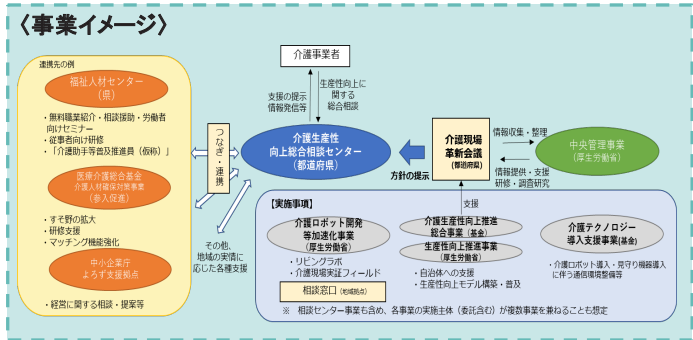 〈事業イメージ〉
連携先の例
福祉人材センター
（県）
・無料職業紹介・相談援助・労働者
向けセミナー
・従事者向け研修
・「介護助手等普及推進員（仮称）」
医療介護総合基金
介護人材確保対策事業
（参入促進）
・すそ野の拡大
・研修支援
・マッチング機能強化
中小企業庁
よろず支援拠点
・経営に関する相談・提案等
つなぎ・連携
その他、
地域の実情に
応じた各種支援
介護事業者
支援の提示
情報発信等
生産性向上に
関する
総合相談
介護生産性
向上総合相談センター
（都道府県）
方針の提示
介護現場
革新会議
（都道府県）
情報収集・整理
情報提供・支援
研修・調査研究
中央管理事業
（厚生労働省）
支援
【実施事項】
介護ロボット開発
等加速化事業
（厚生労働省）
・リビングラボ
・介護現場実証フィールド
相談窓口（地域拠点）
介護生産性向上推進
総合事業（基金）
生産性向上推進事業
（厚生労働省）
・自治体への支援
・生産性向上モデル構築・普及
介護テクノロジー
導入支援事業(基金)
・介護ロボット導入・見守り機器導入
に伴う通信環境整備等
※　相談センター事業も含め、各事業の実施主体（委託含む）が複数事業を兼ねることも想定